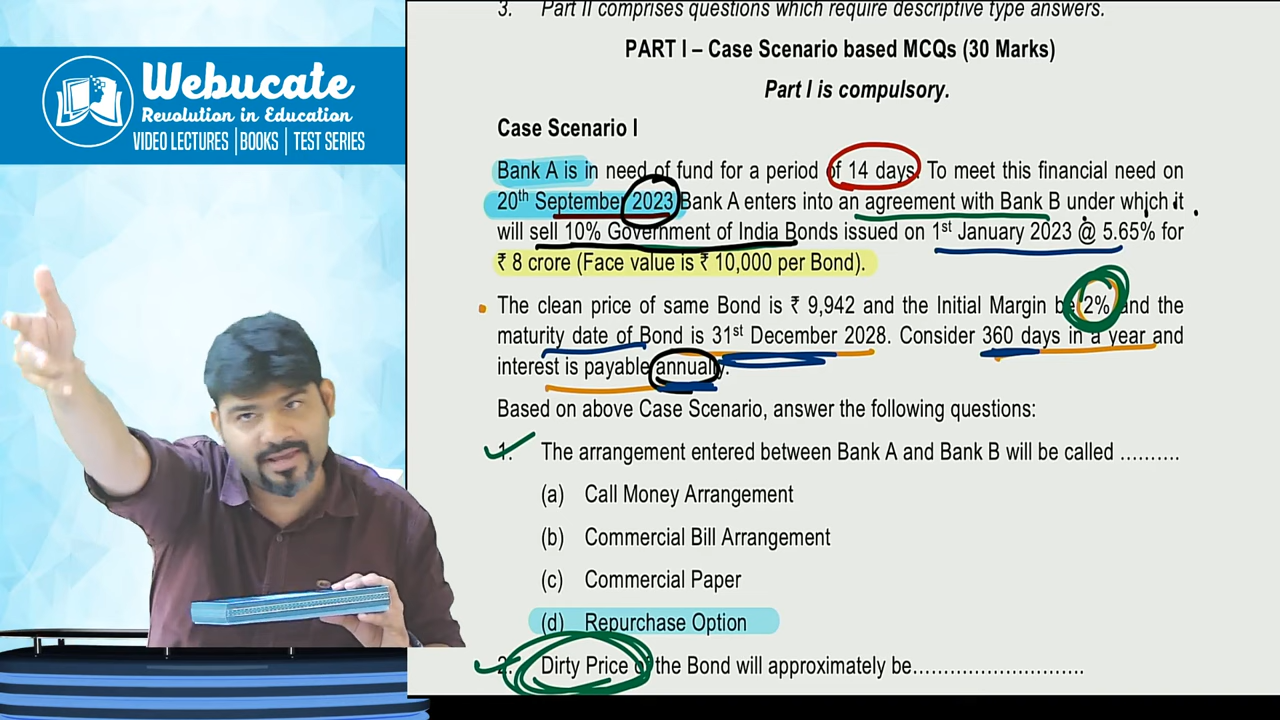 Webucate
Revolution in Education
VIDEO LECTURES | BOOKS | TEST SERIES
3. Part II comprises questions which require descriptive type answers.
PART I – Case Scenario based MCQs (30 Marks)
Part I is compulsory.
Case Scenario I
Bank A is in need of fund for a period of 14 days. To meet this financial need on
20th September 2023 Bank A enters into an agreement with Bank B under which it
will sell 10% Government of India Bonds issued on 1st January 2023 @ 5.65% for
₹ 8 crore (Face value is ₹ 10,000 per Bond).
The clean price of same Bond is ₹ 9,942 and the Initial Margin be 2% and the
maturity date of Bond is 31st December 2028. Consider 360 days in a year and
interest is payable annually.
Based on above Case Scenario, answer the following questions:
1. The arrangement entered between Bank A and Bank B will be called ……….
(a) Call Money Arrangement
(b) Commercial Bill Arrangement
(c) Commercial Paper
(d) Repurchase Option
2. Dirty Price of the Bond will approximately be……………………….